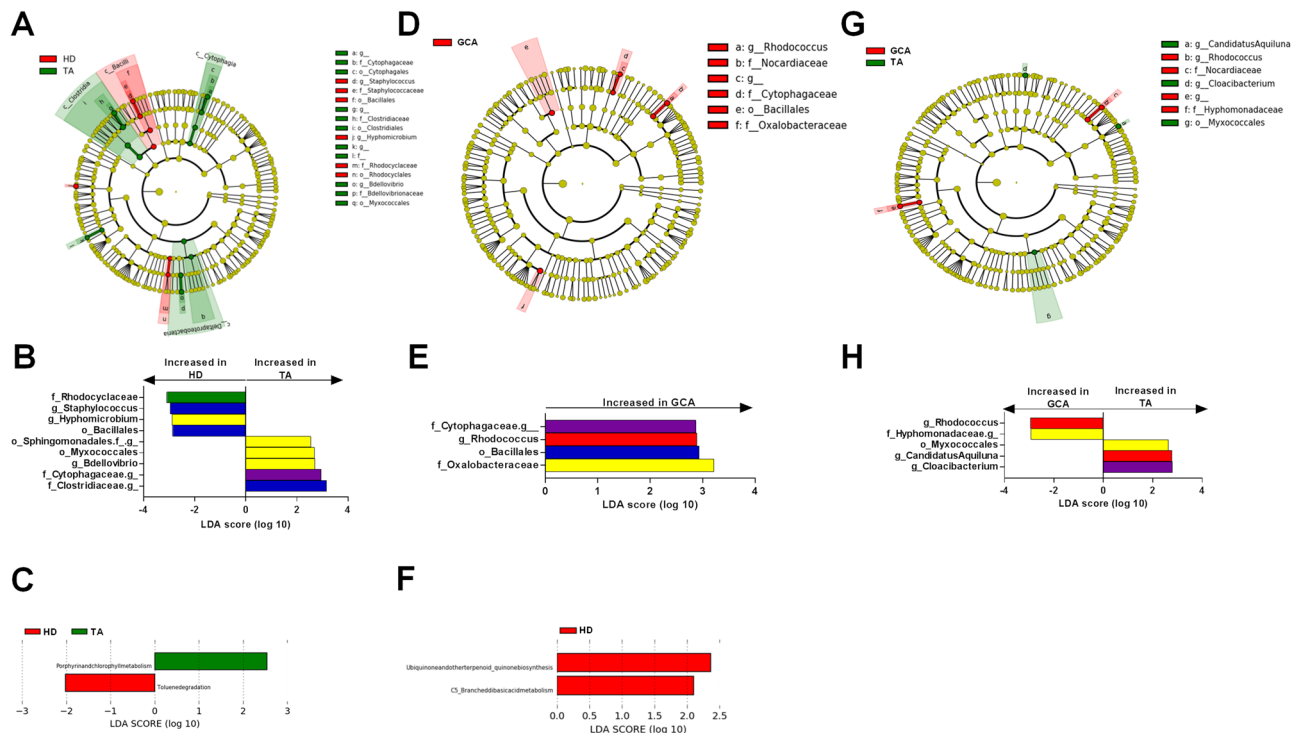 A
HD
TA
c__Bacilli
c__Cytophagia
c__Clostridia
f
e
i
h
c
b
m
n
p
q
c__Deltaproteobacteria
a: g__
b: f__Cytophagaceae
c: o__Cytophagales
d: g__Staphylococcus
e: f__Staphylococcaceae
f: o__Bacillales
g: g__
h: f__Clostridiaceae
i: o__Clostridiales
j: g__Hyphomicrobium
k: g__
l: f__
m: f__Rhodocyclaceae
n: o__Rhodocyclales
o: g__Bdellovibrio
p: f__Bdellovibrionaceae
q: o__Myxococcales
D
GCA
e
d
c
b
a
f
a: g__Rhodococcus
b: f__Nocardiaceae
c: g__
d: f__Cytophagaceae
e: o__Bacillales
f: f__Oxalobacteraceae
G
GCA
TA
d
c
b
a
f
e
g
a: g__CandidatusAquiluna
b: g__Rhodococcus
c: f__Nocardiaceae
d: g__Cloacibacterium
e: g__
f: f__Hyphomonadaceae
g: o__Myxococcales
B
Increased in HD
Increased in TA
f_Rhodocyclaceae
g_Staphylococcus
g_Hyphomicrobium
o_Bacillales
o_Sphingomonadales.f_.g_
o_Myxococcales
g_Bdellovibrio
f_Cytophagaceae.g_
f_Clostridiaceae.g_
-4 -2 0 2 4
LDA score (log 10)
E
Increased in GCA
f_Cytophagaceae.g__
g_Rhodococcus
o_Bacillales
f_Oxalobacteraceae
0 1 2 3 4
LDA score (log 10)
H
Increased in GCA
Increased in TA
g_Rhodococcus
f_Hyphomonadaceae.g_
o_Myxococcales
g_CandidatusAquiluna
g_Cloacibacterium
-4 -2 0 2 4
LDA score (log 10)
C
HD
TA
Porphyrinandchlorophyllmetabolism
Toluenedegradation
−3 −2 −1 0 1 2 3
LDA SCORE (log 10)
F
HD
Ubiquinoneandotherterpenoid_quinonebiosynthesis
C5_Brancheddibasicacidmetabolism
0.0 0.5 1.0 1.5 2.0 2.5
LDA SCORE (log 10)